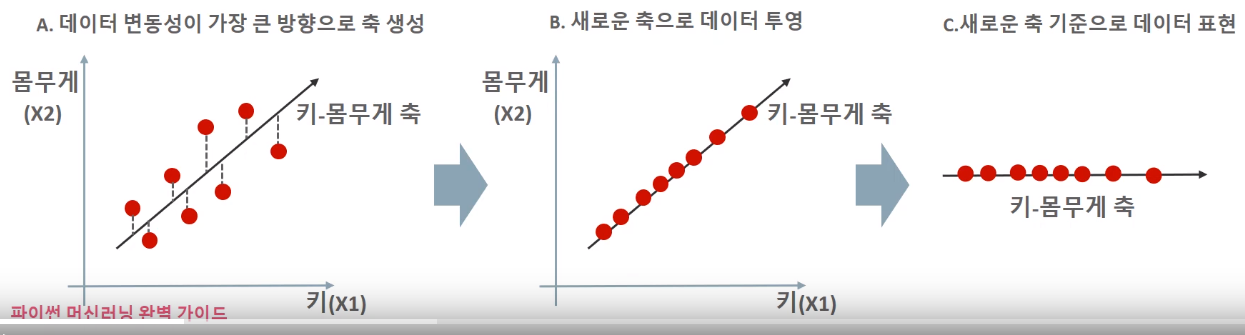 A. 데이터 변동성이 가장 큰 방향으로 축 생성
몸무게
(X2)
키-몸무게 축
키(X1)
B. 새로운 축으로 데이터 투영
몸무게
(X2)
키-몸무게 축
키(X1)
C.새로운 축 기준으로 데이터 표현
키-몸무게 축
파이썬 머신러닝 완벽 가이드